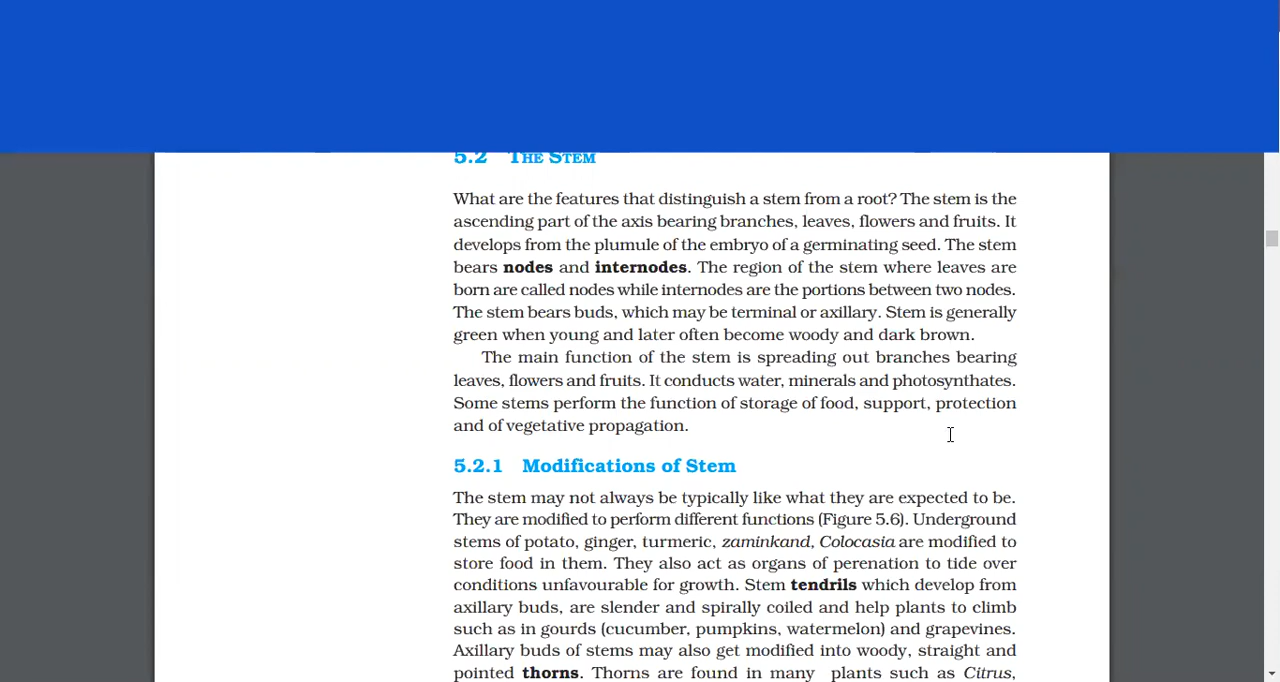 5.2 THE STEM
What are the features that distinguish a stem from a root? The stem is the
ascending part of the axis bearing branches, leaves, flowers and fruits. It
develops from the plumule of the embryo of a germinating seed. The stem
bears nodes and internodes. The region of the stem where leaves are
born are called nodes while internodes are the portions between two nodes.
The stem bears buds, which may be terminal or axillary. Stem is generally
green when young and later often become woody and dark brown.
The main function of the stem is spreading out branches bearing
leaves, flowers and fruits. It conducts water, minerals and photosynthates.
Some stems perform the function of storage of food, support, protection
and of vegetative propagation.
5.2.1 Modifications of Stem
The stem may not always be typically like what they are expected to be.
They are modified to perform different functions (Figure 5.6). Underground
stems of potato, ginger, turmeric, zaminkand, Colocasia are modified to
store food in them. They also act as organs of perenation to tide over
conditions unfavourable for growth. Stem tendrils which develop from
axillary buds, are slender and spirally coiled and help plants to climb
such as in gourds (cucumber, pumpkins, watermelon) and grapevines.
Axillary buds of stems may also get modified into woody, straight and
pointed thorns. Thorns are found in many plants such as Citrus,